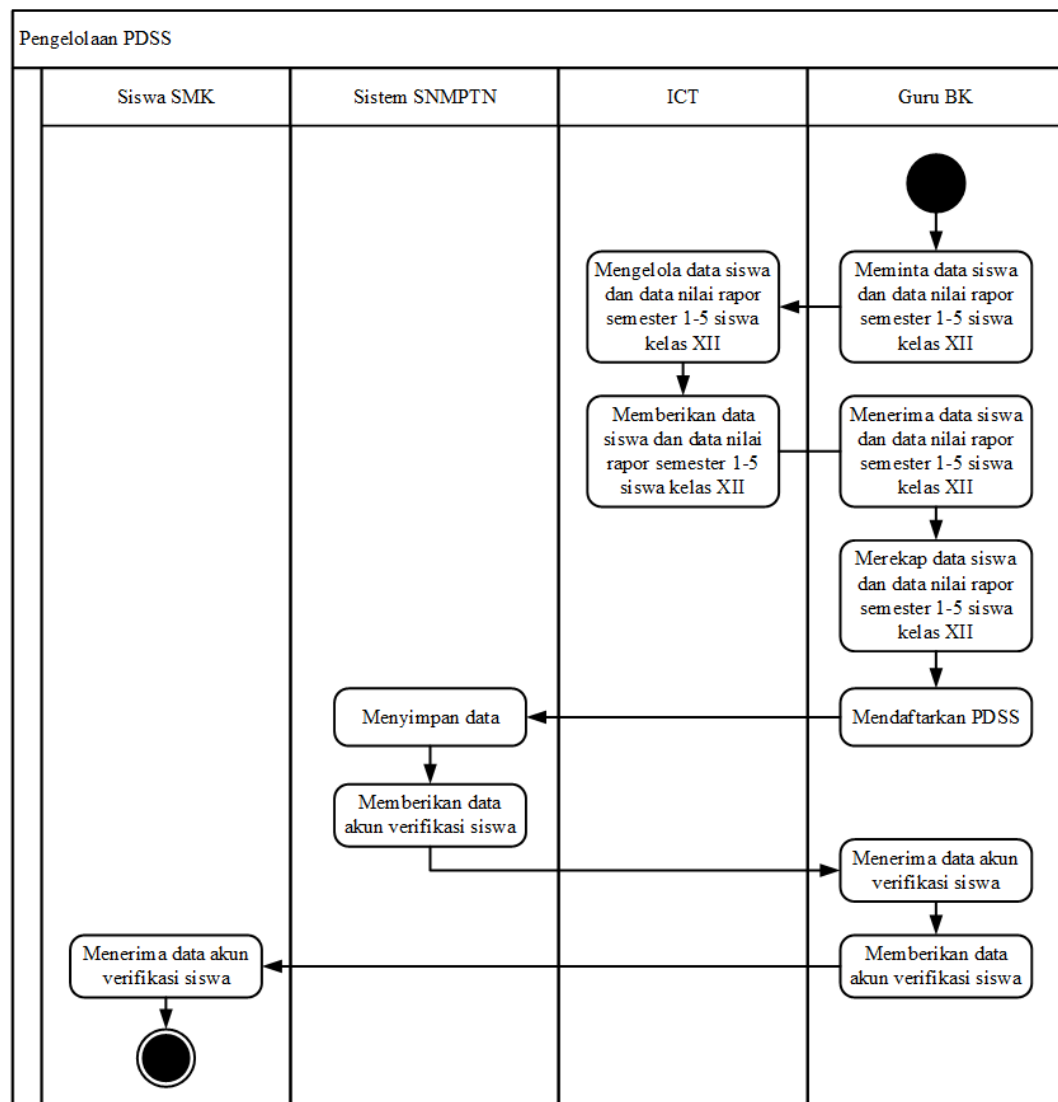 Pengelolaan PDSS
Siswa SMK
Sistem SNMPTN
ICT
Guru BK
Meminta data siswa
dan data nilai rapor
semester 1-5 siswa
kelas XII
Mengelola data siswa
dan data nilai rapor
semester 1-5 siswa
kelas XII
Memberikan data
siswa dan data nilai
rapor semester 1-5
siswa kelas XII
Menerima data siswa
dan data nilai rapor
semester 1-5 siswa
kelas XII
Merekap data siswa
dan data nilai rapor
semester 1-5 siswa
kelas XII
Mendaftarkan PDSS
Menyimpan data
Memberikan data
akun verifikasi siswa
Menerima data akun
verifikasi siswa
Memberikan data
akun verifikasi siswa
Menerima data akun
verifikasi siswa